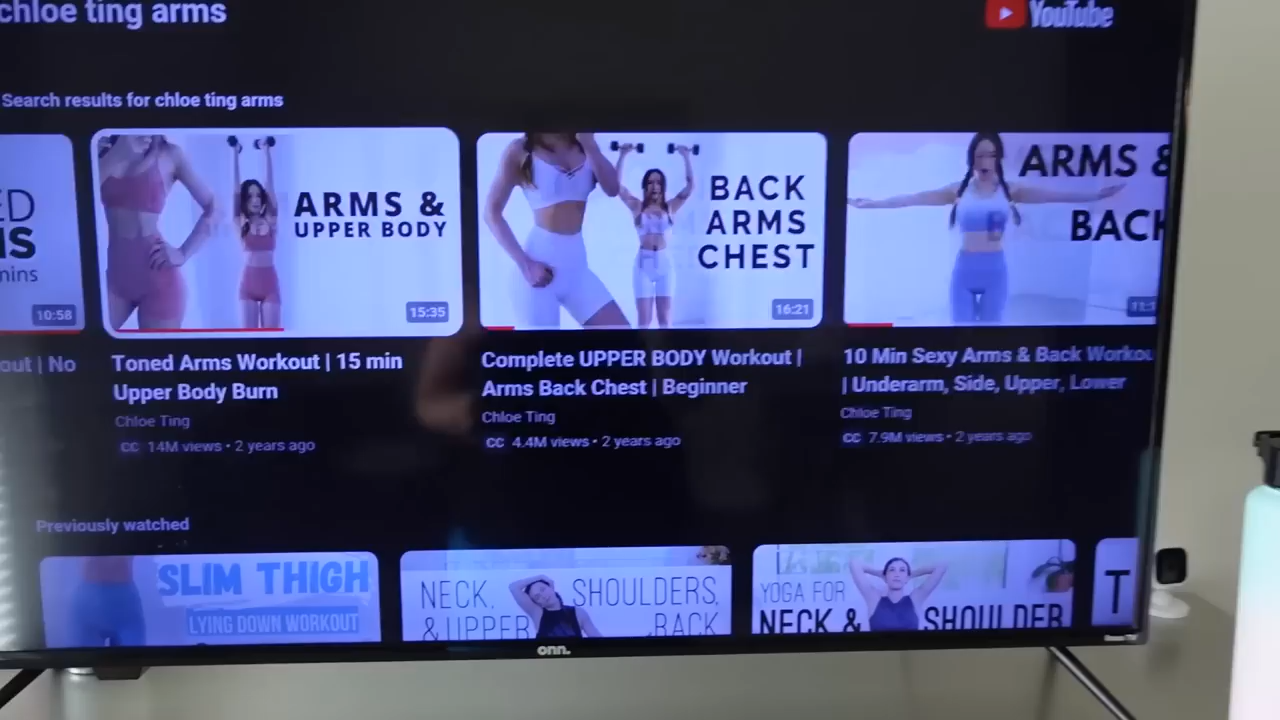 chloe ting arms
YouTube
Search results for chloe ting arms
10:58
ARMS &
UPPER BODY
15:35
BACK
ARMS
CHEST
16:21
ARMS &
BACK
out | No
Toned Arms Workout | 15 min
Upper Body Burn
Chloe Ting
CC 14M views • 2 years ago
Complete UPPER BODY Workout |
Arms Back Chest | Beginner
Chloe Ting
CC 4.4M views • 2 years ago
10 Min Sexy Arms & Back Workou
| Underarm, Side, Upper, Lower
Chloe Ting
CC 7.9M views • 2 years ago
Previously watched
SLIM THIGH
LYING DOWN WORKOUT
NECK, SHOULDERS,
& UPPER BACK
YOGA FOR
NECK & SHOULDER
T
onn.